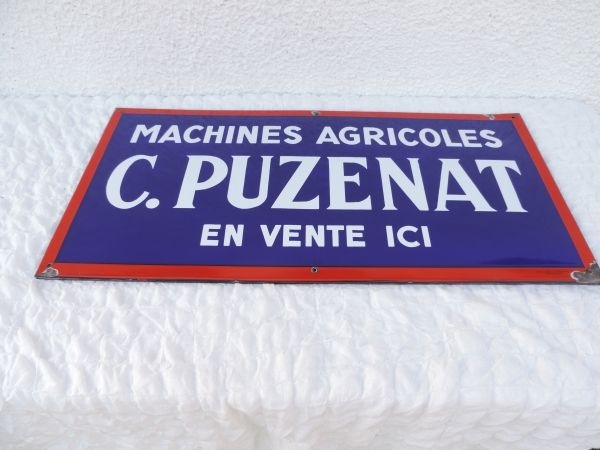 MACHINES AGRICOLES
C. PUZENAT
EN VENTE ICI